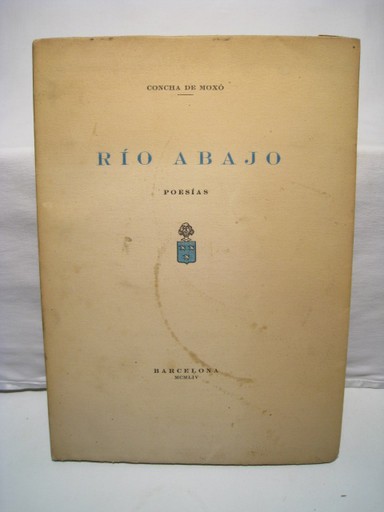 CONCHA DE MOXÓ
RÍO ABAJO
POESÍAS
BARCELONA
MCMLIV